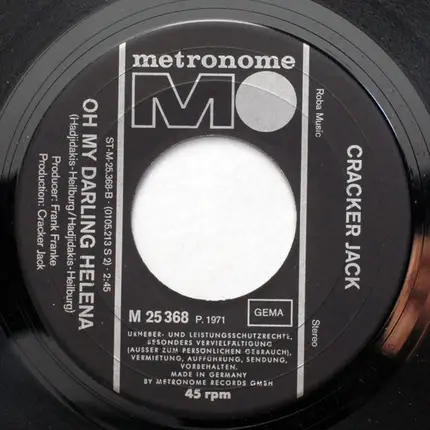 metronome
M
Roba Music
CRACKER JACK
Stereo
OH MY DARLING HELENA
(Hadjidakis-Heilburg/Hadjidakis-Heilburg)
Producer: Frank Franke
Production: Cracker Jack
ST-M-25.368-B · (0105.213 S 2) · 2:45
M 25 368 P. 1971
GEMA
URHEBER- UND LEISTUNGSSCHUTZRECHTE,
BESONDERS VERVIELFÄLTIGUNG
(AUSSER ZUM PERSÖNLICHEN GEBRAUCH),
VERMIETUNG, AUFFÜHRUNG, SENDUNG,
VORBEHALTEN.
MADE IN GERMANY
BY METRONOME RECORDS GMBH
45 rpm